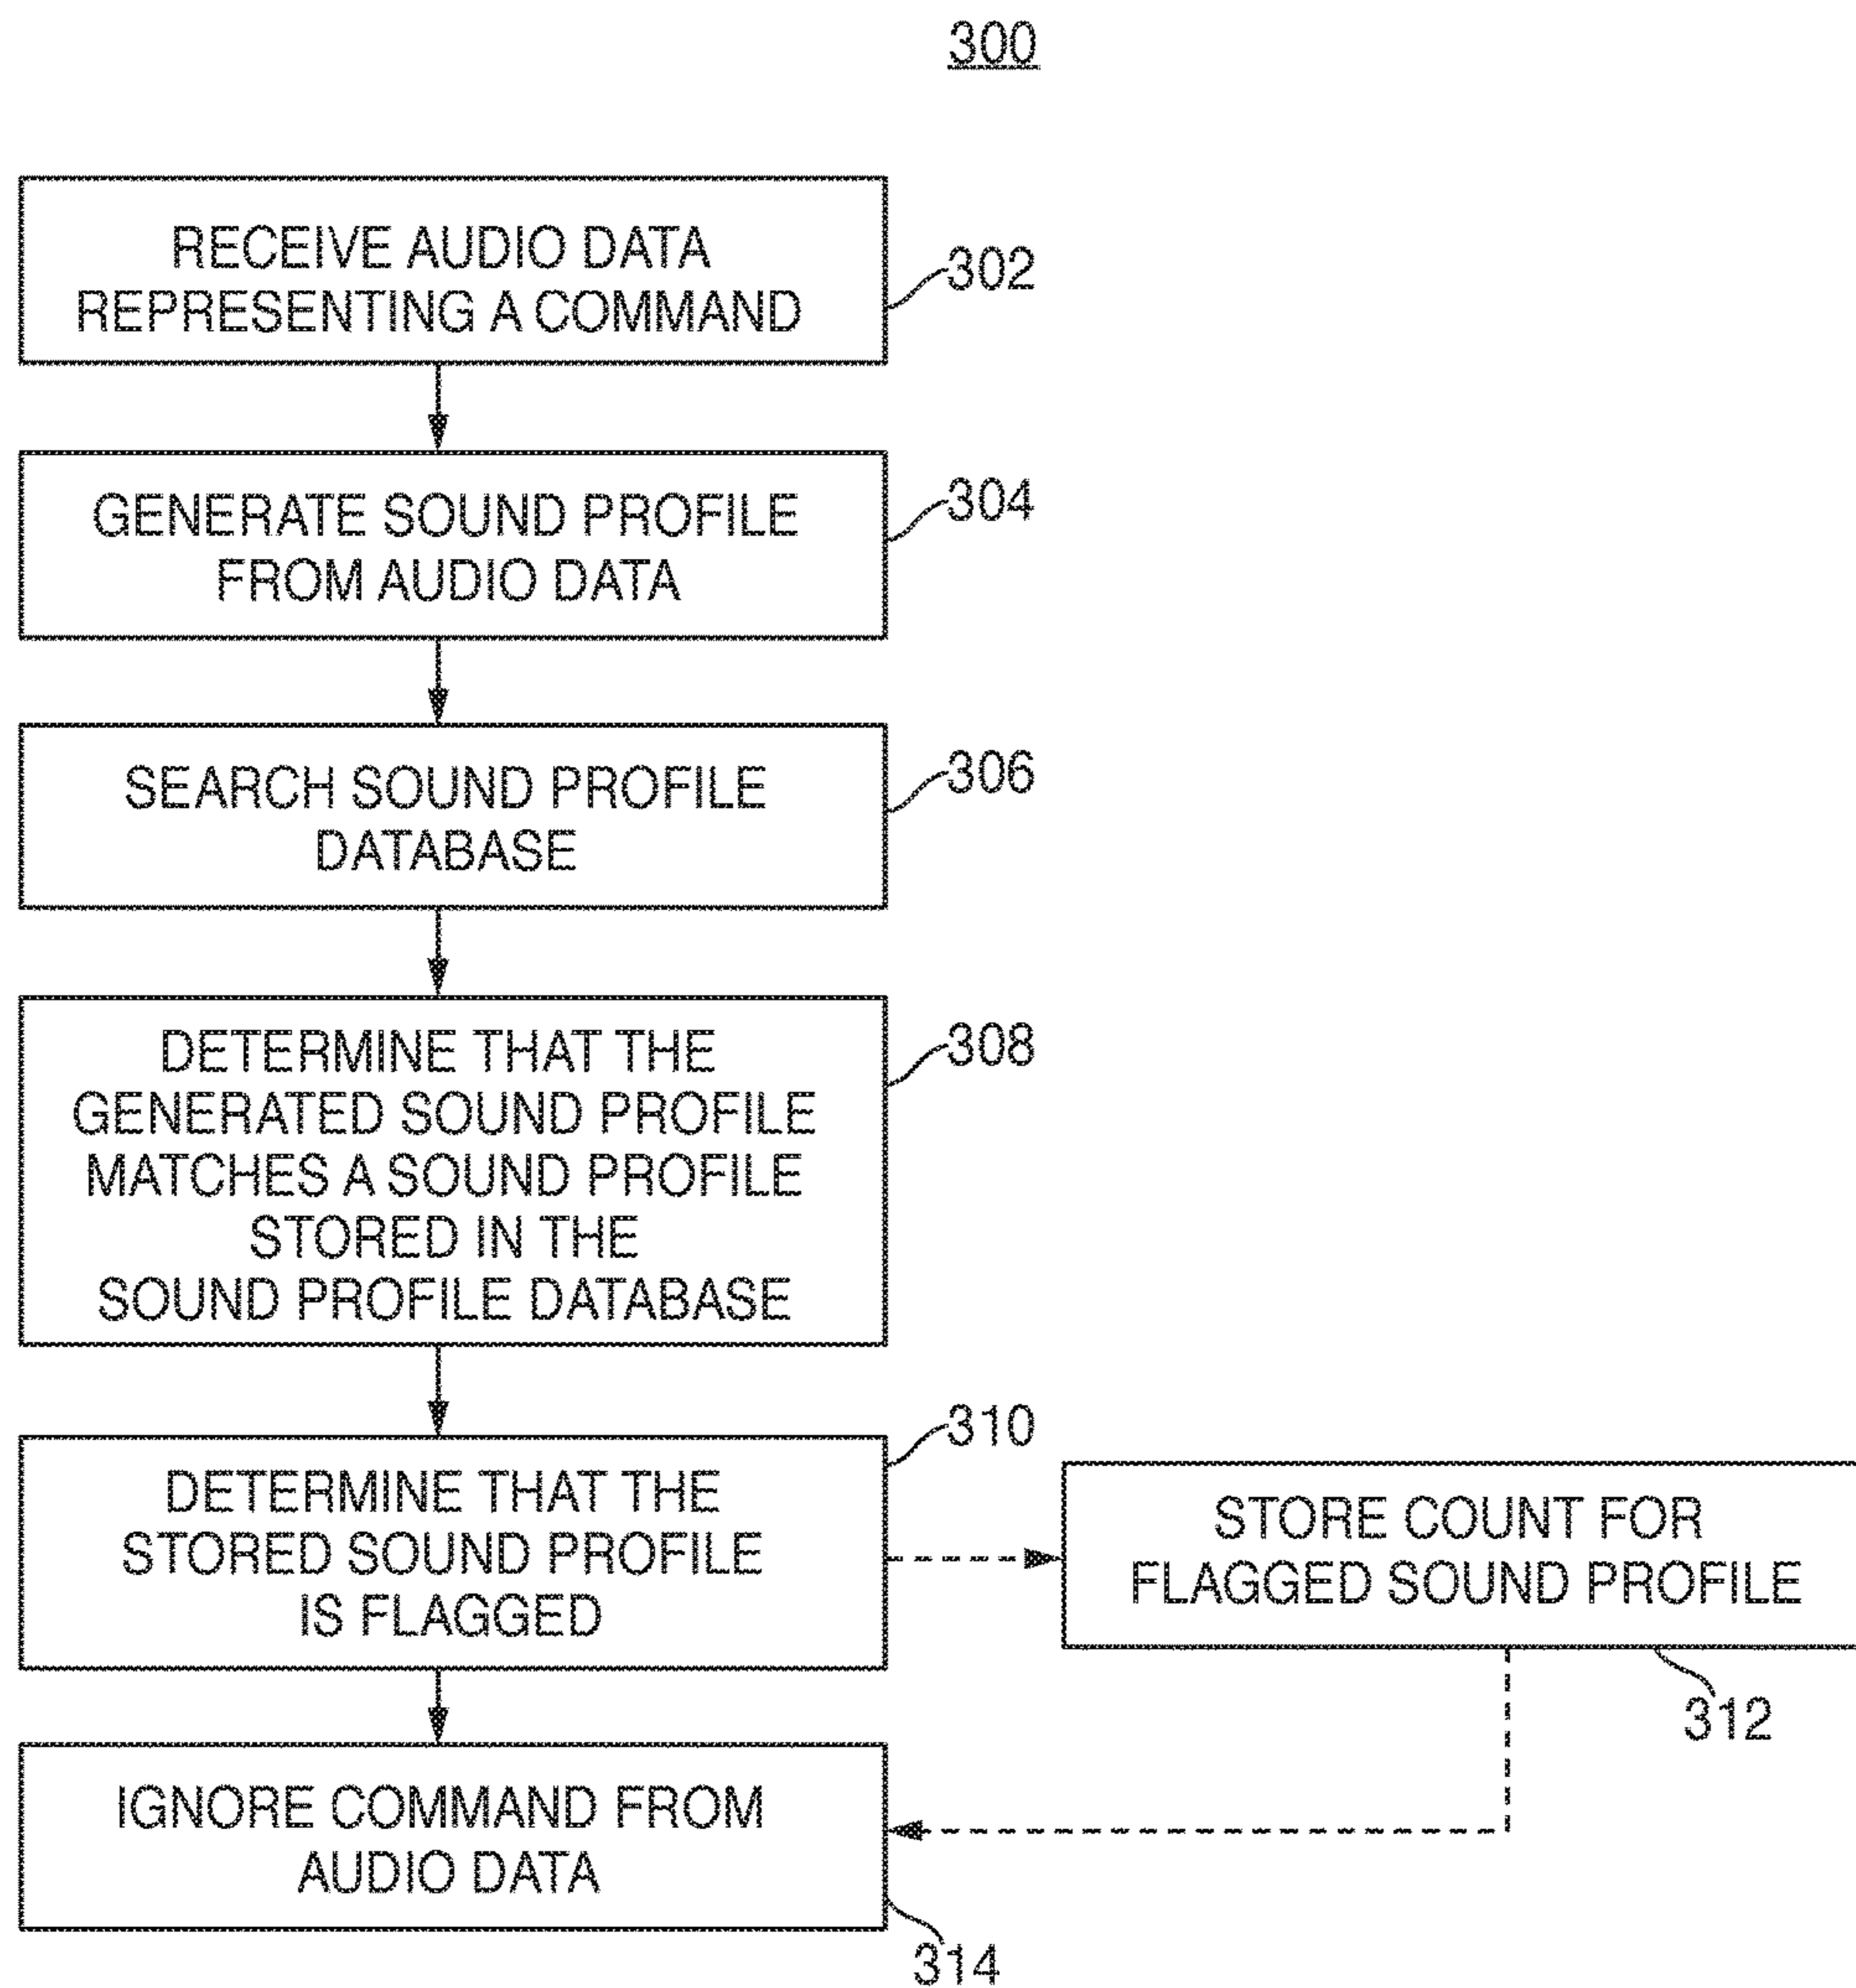 300
RECEIVE AUDIO DATA
REPRESENTING A COMMAND
302
GENERATE SOUND PROFILE
FROM AUDIO DATA
304
SEARCH SOUND PROFILE
DATABASE
306
DETERMINE THAT THE
GENERATED SOUND PROFILE
MATCHES A SOUND PROFILE
STORED IN THE
SOUND PROFILE DATABASE
308
DETERMINE THAT THE
STORED SOUND PROFILE
IS FLAGGED
310
STORE COUNT FOR
FLAGGED SOUND PROFILE
312
IGNORE COMMAND FROM
AUDIO DATA
314